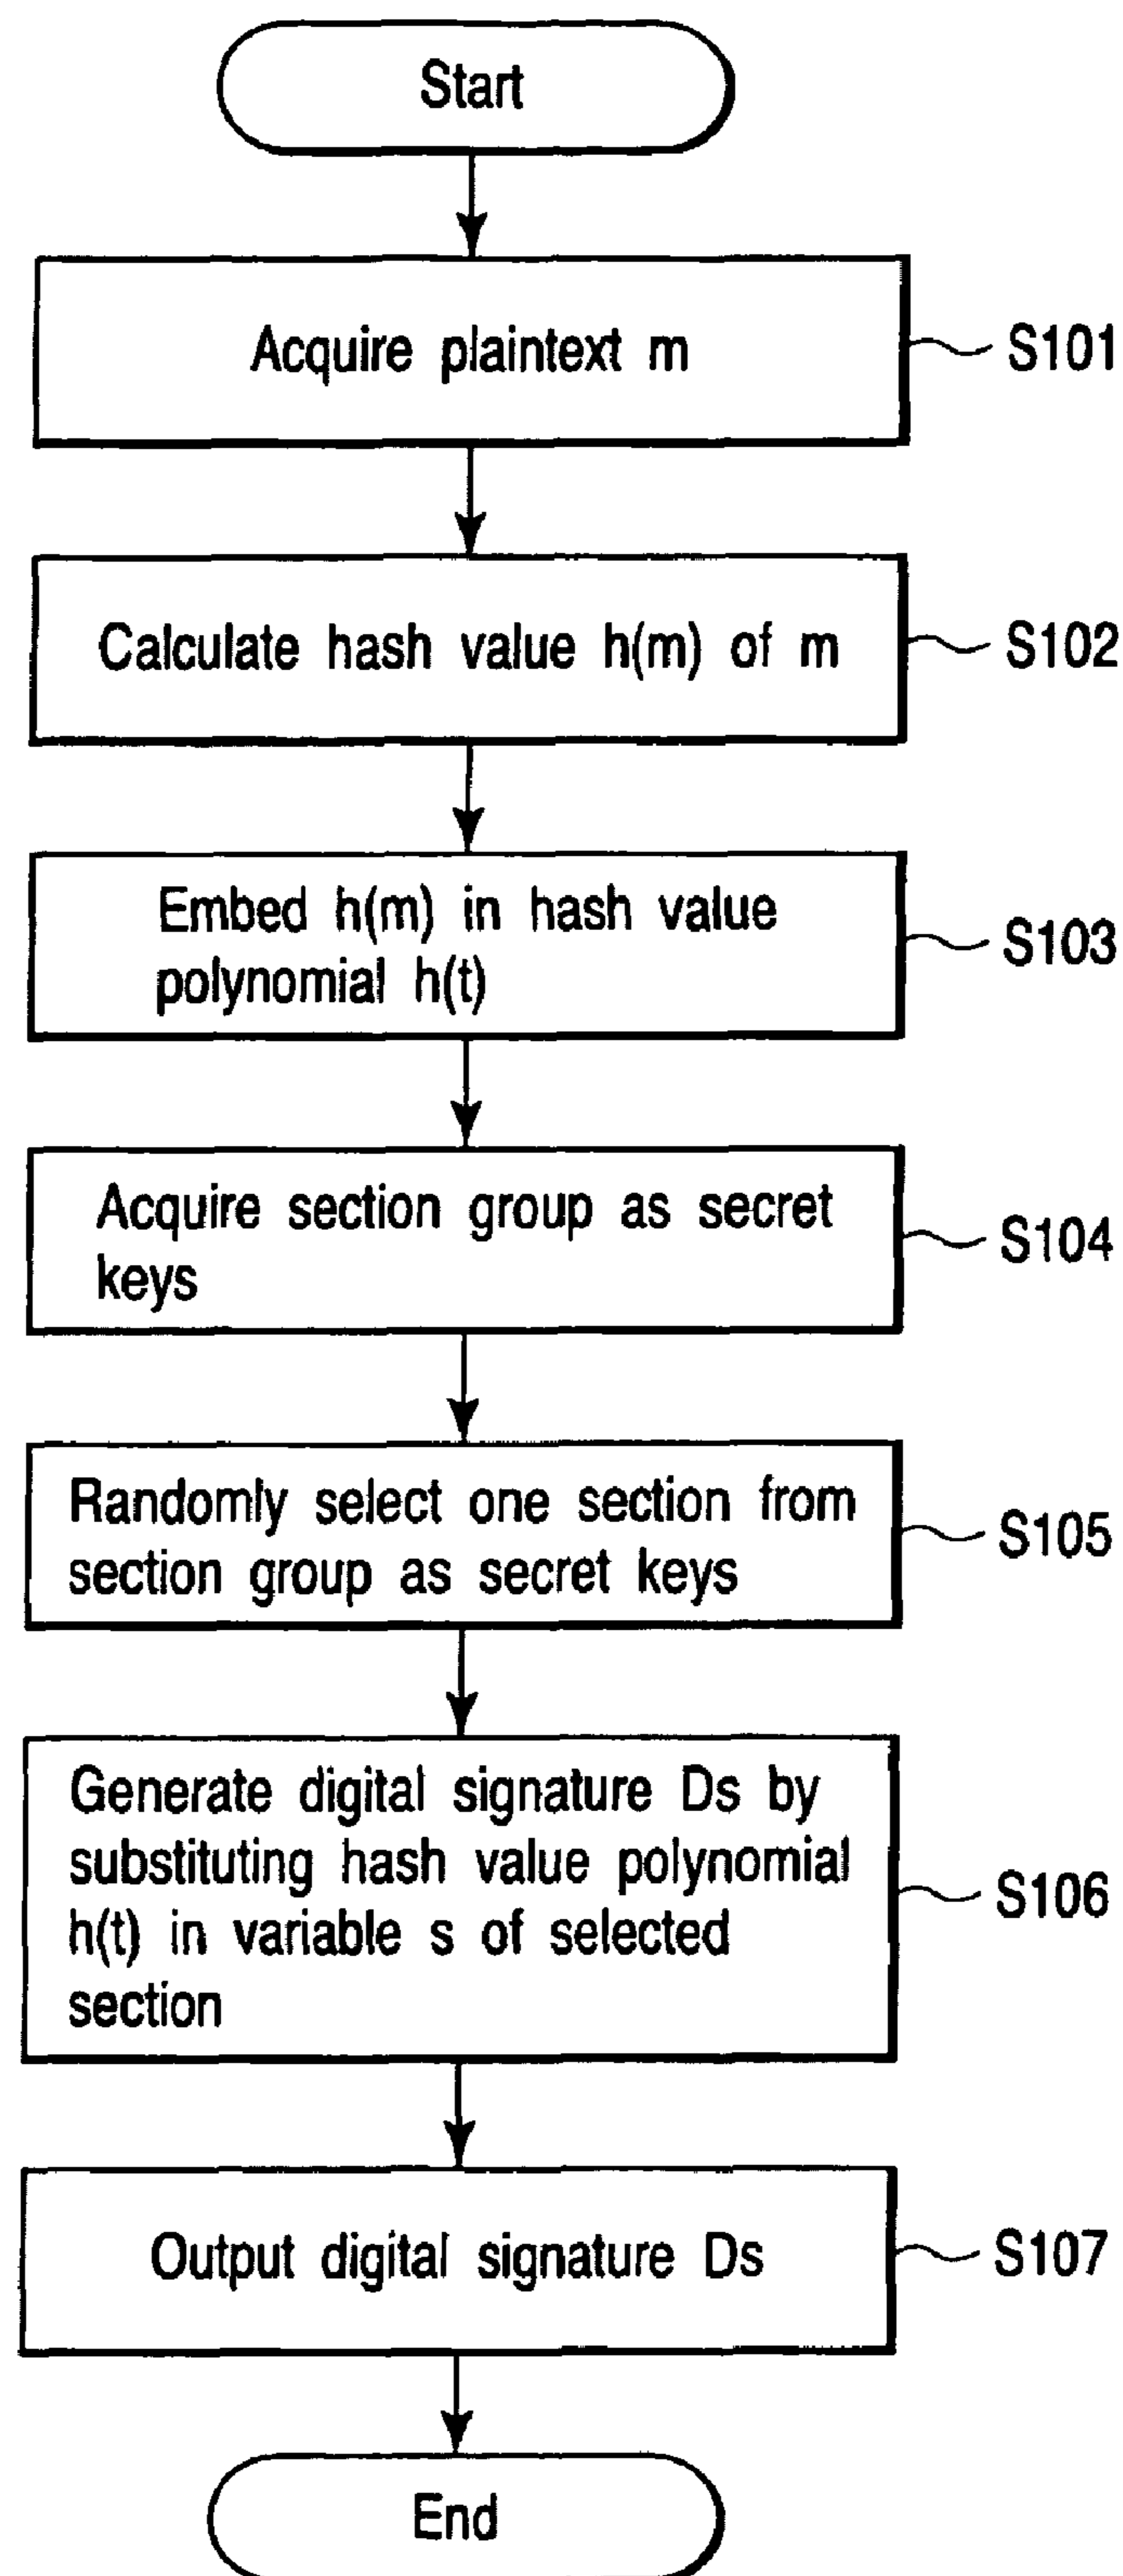 Start
Acquire plaintext m
S101
Calculate hash value h(m) of m
S102
Embed h(m) in hash value
polynomial h(t)
S103
Acquire section group as secret
keys
S104
Randomly select one section from
section group as secret keys
S105
Generate digital signature Ds by
substituting hash value polynomial
h(t) in variable s of selected
section
S106
Output digital signature Ds
S107
End